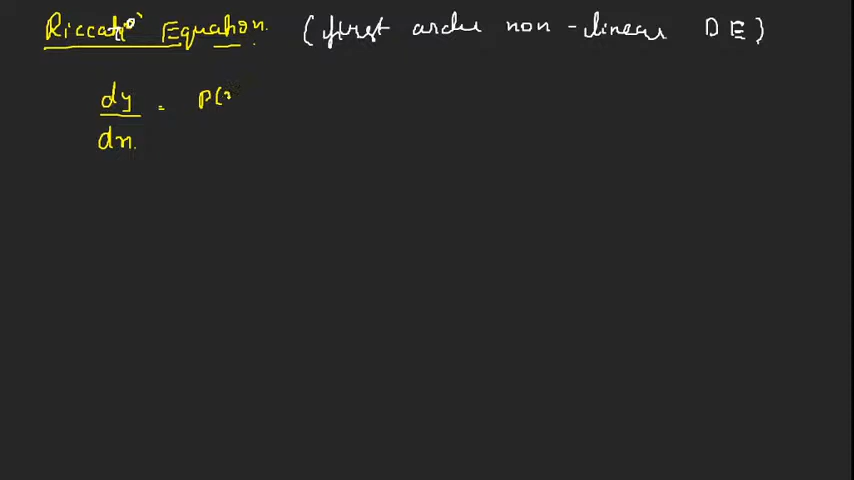 Riccati Equation. (first order non-linear DE)
dy/dx = P(